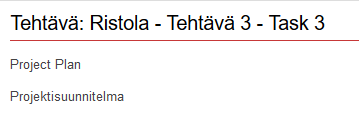 Tehtävä: Ristola - Tehtävä 3 - Task 3
Project Plan
Projektisuunnitelma